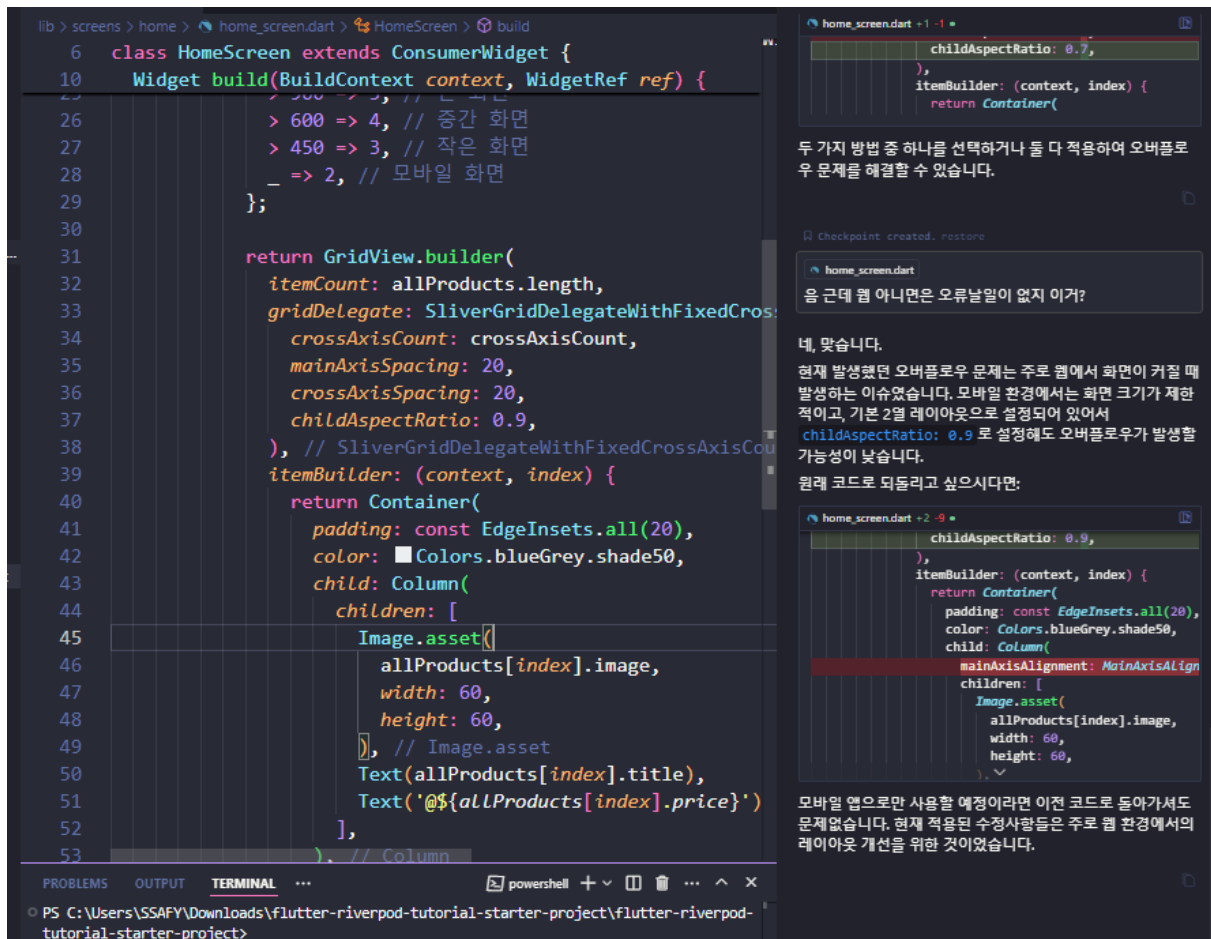 lib > screens > home > home_screen.dart > HomeScreen > build
6 class HomeScreen extends ConsumerWidget {
10 Widget build(BuildContext context, WidgetRef ref) {
26 > 600 => 4, // 중간 화면
27 > 450 => 3, // 작은 화면
28 _ => 2, // 모바일 화면
29 };
30
31 return GridView.builder(
32 itemCount: allProducts.length,
33 gridDelegate: SliverGridDelegateWithFixedCros
34 crossAxisCount: crossAxisCount,
35 mainAxisSpacing: 20,
36 crossAxisSpacing: 20,
37 childAspectRatio: 0.9,
38 ), // SliverGridDelegateWithFixedCrossAxisCou
39 itemBuilder: (context, index) {
40 return Container(
41 padding: const EdgeInsets.all(20),
42 color: Colors.blueGrey.shade50,
43 child: Column(
44 children: [
45 Image.asset(
46 allProducts[index].image,
47 width: 60,
48 height: 60,
49 ), // Image.asset
50 Text(allProducts[index].title),
51 Text('@${allProducts[index].price}')
52 ],
53 ), // Column
PROBLEMS OUTPUT TERMINAL ··· powershell
PS C:\Users\SSAFY\Downloads\flutter-riverpod-tutorial-starter-project\flutter-riverpod-
tutorial-starter-project>
home_screen.dart +1 -1
childAspectRatio: 0.7,
),
itemBuilder: (context, index) {
return Container(
두 가지 방법 중 하나를 선택하거나 둘 다 적용하여 오버플로
우 문제를 해결할 수 있습니다.
Checkpoint created. restore
home_screen.dart
음 근데 웹 아니면은 오류날일이 없지 이거?
네, 맞습니다.
현재 발생했던 오버플로우 문제는 주로 웹에서 화면이 커질 때
발생하는 이슈였습니다. 모바일 환경에서는 화면 크기가 제한
적이고, 기본 2열 레이아웃으로 설정되어 있어서
childAspectRatio: 0.9 로 설정해도 오버플로우가 발생할
가능성이 낮습니다.
원래 코드로 되돌리고 싶으시다면:
home_screen.dart +2 -9
childAspectRatio: 0.9,
),
itemBuilder: (context, index) {
return Container(
padding: const EdgeInsets.all(20),
color: Colors.blueGrey.shade50,
child: Column(
mainAxisAlignment: MainAxisAlign
children: [
Image.asset(
allProducts[index].image,
width: 60,
height: 60,
),
모바일 앱으로만 사용할 예정이라면 이전 코드로 돌아가셔도
문제없습니다. 현재 적용된 수정사항들은 주로 웹 환경에서의
레이아웃 개선을 위한 것이었습니다.